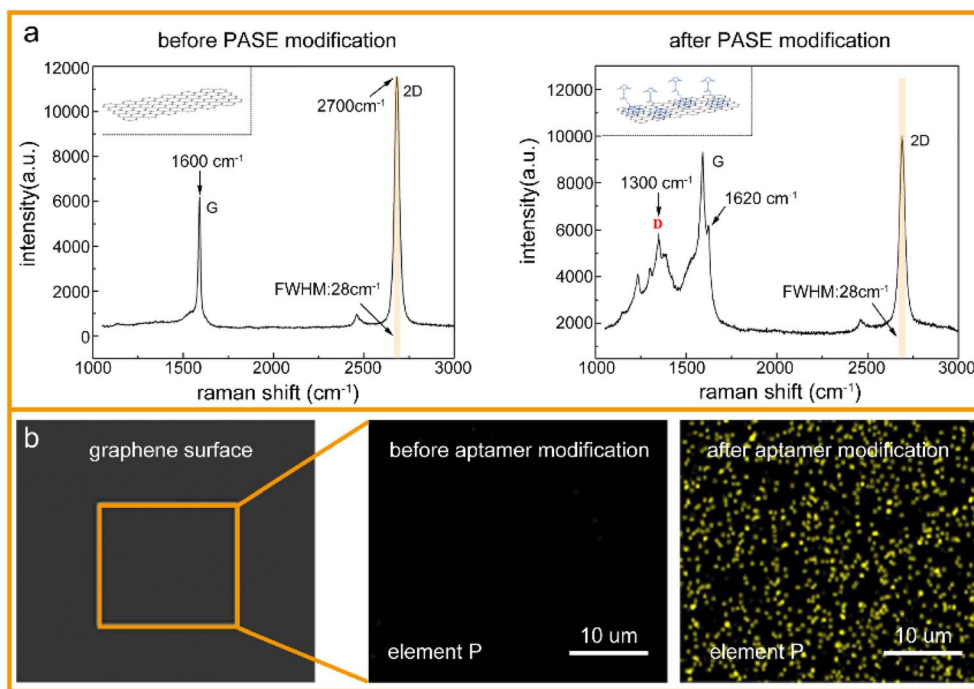 a
before PASE modification
after PASE modification
12000
10000
8000
6000
4000
2000
0
intensity(a.u.)
1600 cm⁻¹
G
2700cm⁻¹
2D
FWHM:28cm⁻¹
1000 1500 2000 2500 3000
raman shift (cm⁻¹)
12000
10000
8000
6000
4000
2000
intensity(a.u.)
1300 cm⁻¹
D
G
1620 cm⁻¹
2D
FWHM:28cm⁻¹
1000 1500 2000 2500 3000
raman shift (cm⁻¹)
b
graphene surface
before aptamer modification
element P
10 um
after aptamer modification
element P
10 um